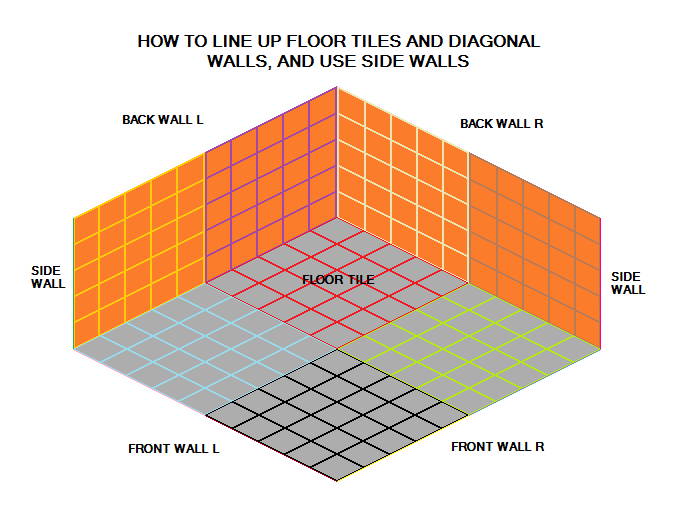 HOW TO LINE UP FLOOR TILES AND DIAGONAL
WALLS, AND USE SIDE WALLS
BACK WALL L
BACK WALL R
SIDE
WALL
FLOOR TILE
SIDE
WALL
FRONT WALL L
FRONT WALL R